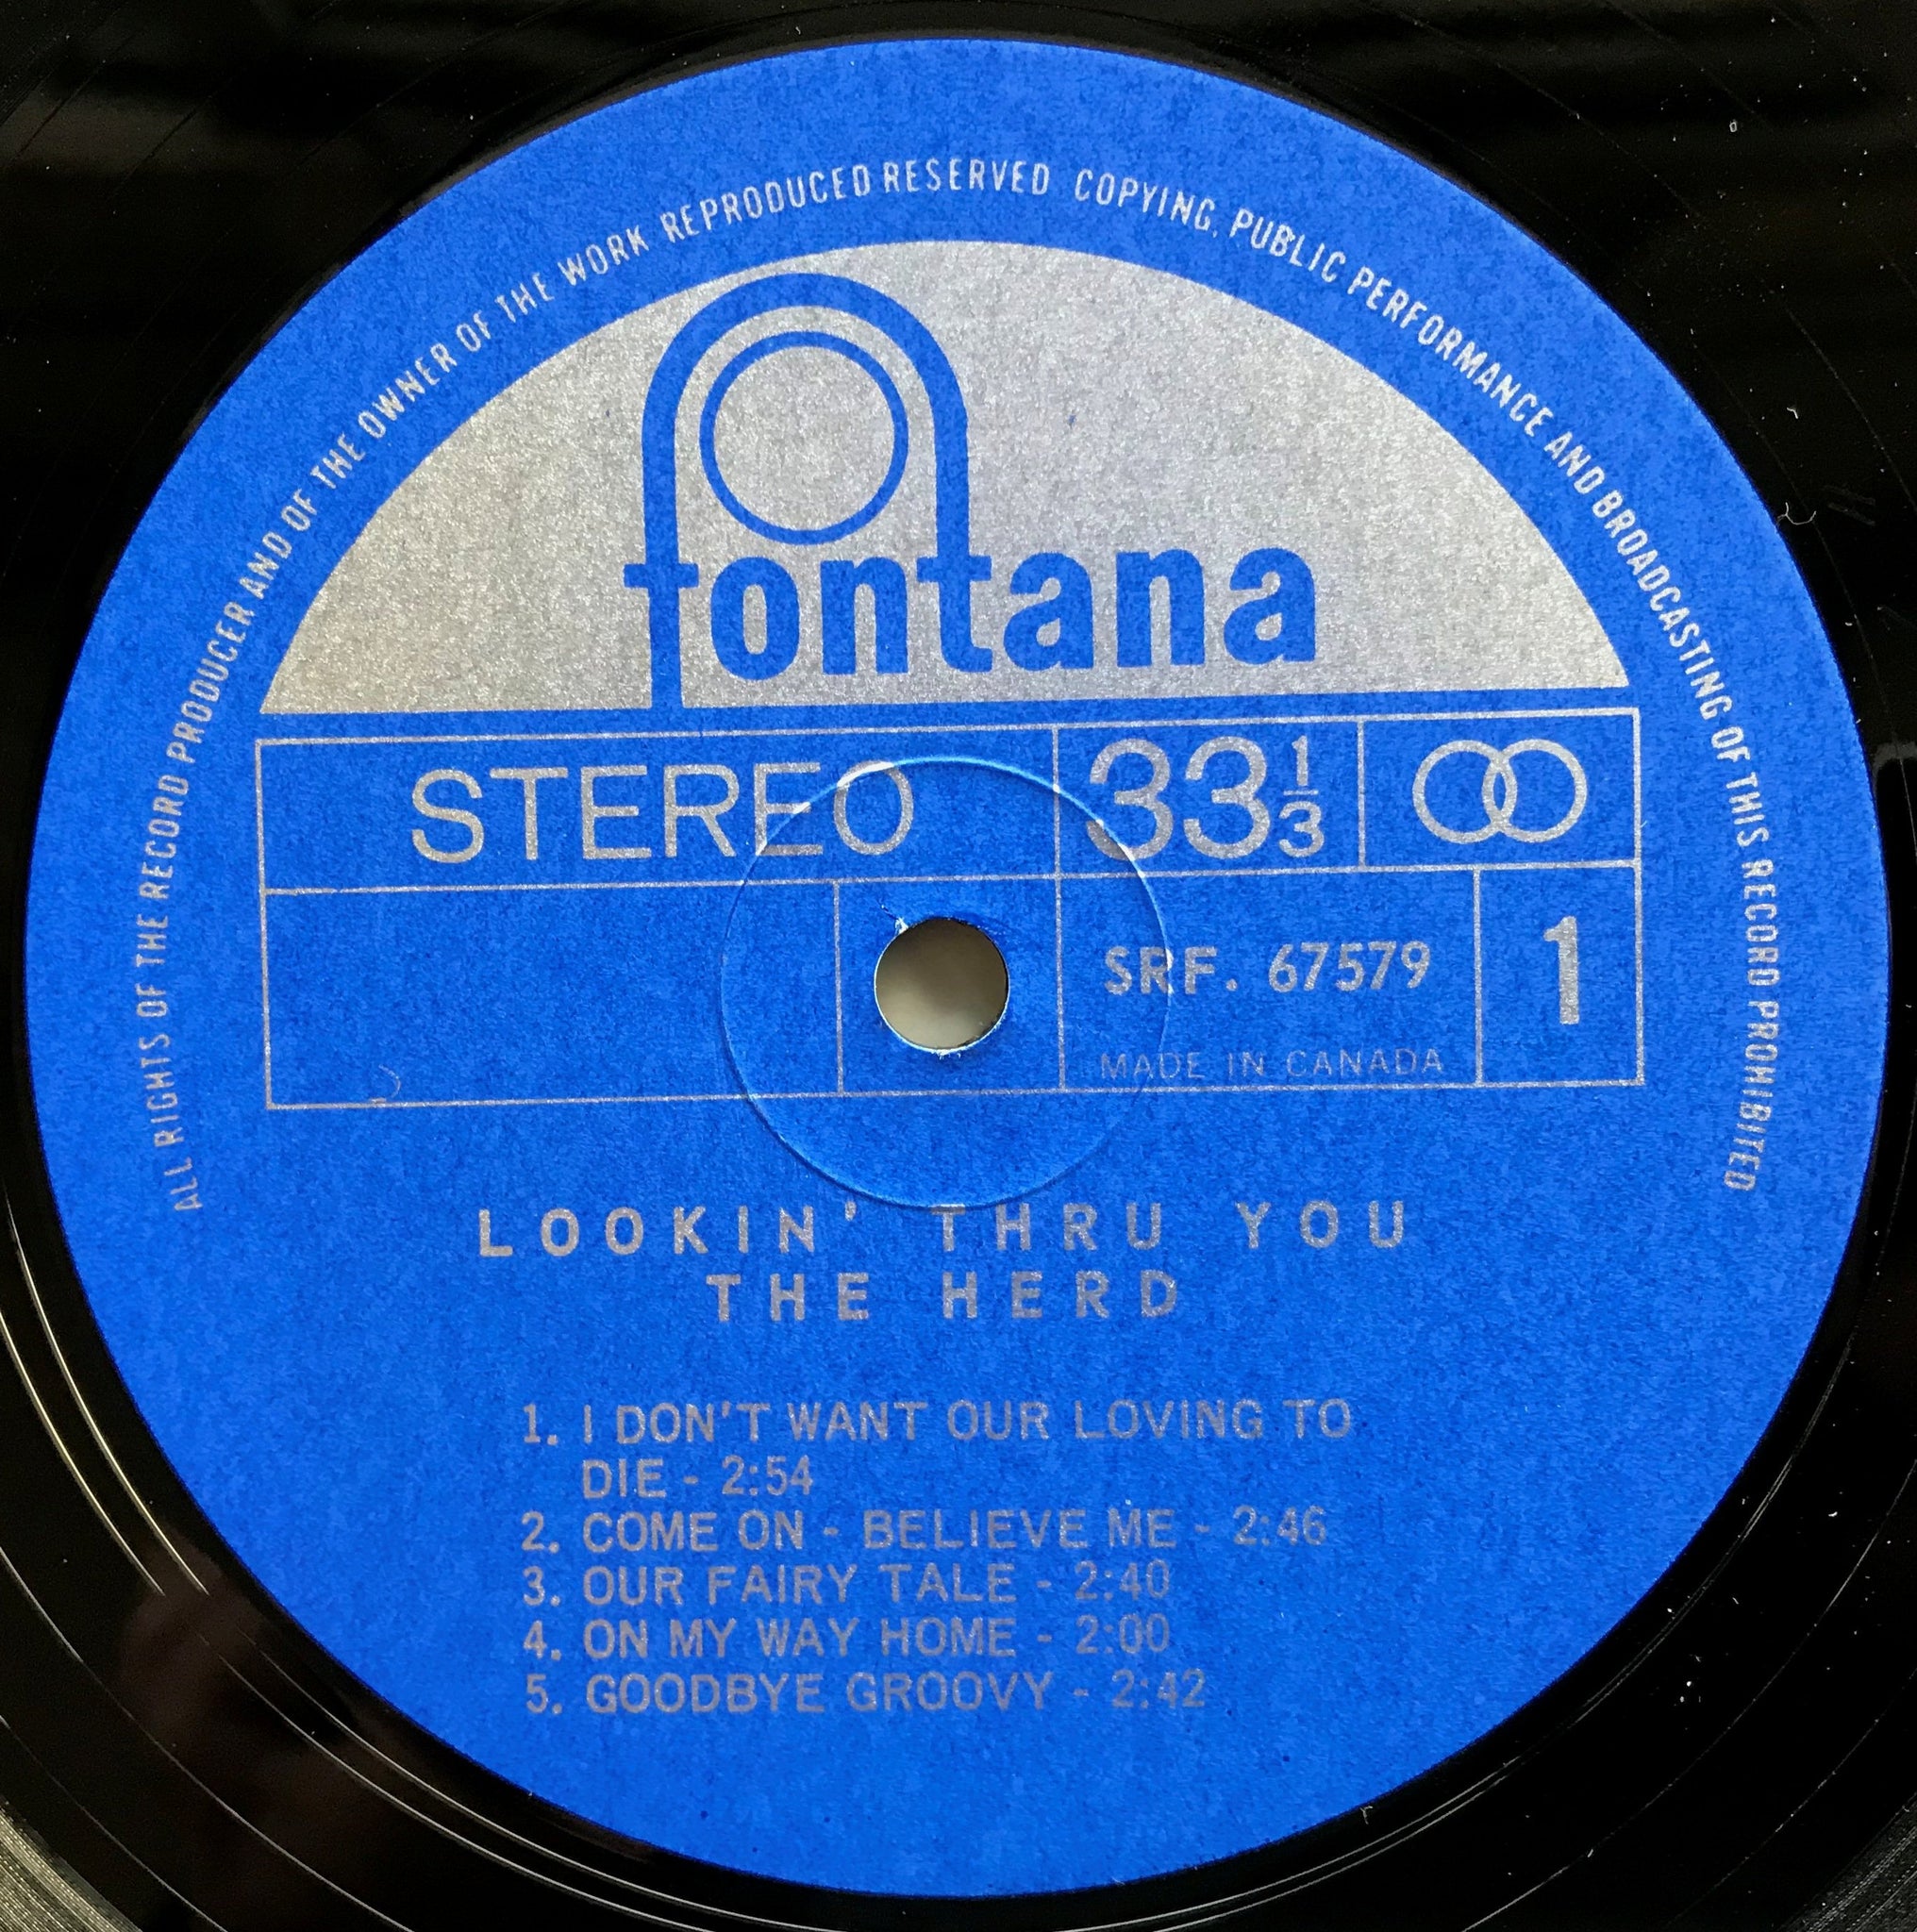 ALL RIGHTS OF THE RECORD PRODUCER AND OF THE OWNER OF THE WORK REPRODUCED RESERVED COPYING, PUBLIC PERFORMANCE AND BROADCASTING OF THIS RECORD PROHIBITED
fontana
STEREO 33 1/3
SRF. 67579 1
MADE IN CANADA
LOOKIN' THRU YOU
THE HERD
1. I DON'T WANT OUR LOVING TO
DIE - 2:54
2. COME ON - BELIEVE ME - 2:46
3. OUR FAIRY TALE - 2:40
4. ON MY WAY HOME - 2:00
5. GOODBYE GROOVY - 2:42